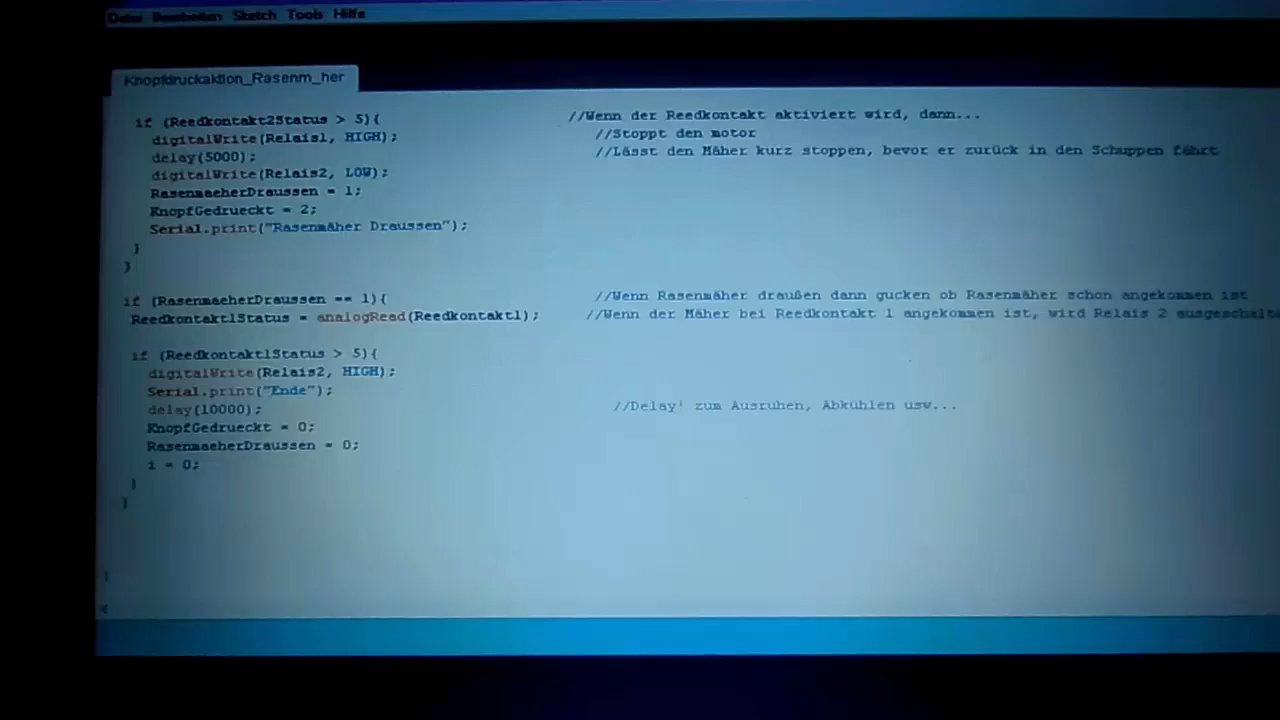 Datei Bearbeiten Sketch Tools Hilfe
Knopfdruckaktion_Rasenm_her
if (Reedkontakt2Status > 5){ //Wenn der Reedkontakt aktiviert wird, dann...
digitalWrite(Relais1, HIGH); //Stoppt den motor
delay(5000); //Lässt den Mäher kurz stoppen, bevor er zurück in den Schuppen fährt
digitalWrite(Relais2, LOW);
RasenmaeherDraussen = 1;
KnopfGedrueckt = 2;
Serial.print("Rasenmäher Draussen");
}
}
if (RasenmaeherDraussen == 1){ //Wenn Rasenmäher draußen dann gucken ob Rasenmäher schon angekommen ist
Reedkontakt1Status = analogRead(Reedkontakt1); //Wenn der Mäher bei Reedkontakt 1 angekommen ist, wird Relais 2
if (Reedkontakt1Status > 5){
digitalWrite(Relais2, HIGH);
Serial.print("Ende");
delay(10000); //Delay' zum Ausruhen, Abkühlen usw...
KnopfGedrueckt = 0;
RasenmaeherDraussen = 0;
i = 0;
}
}
}